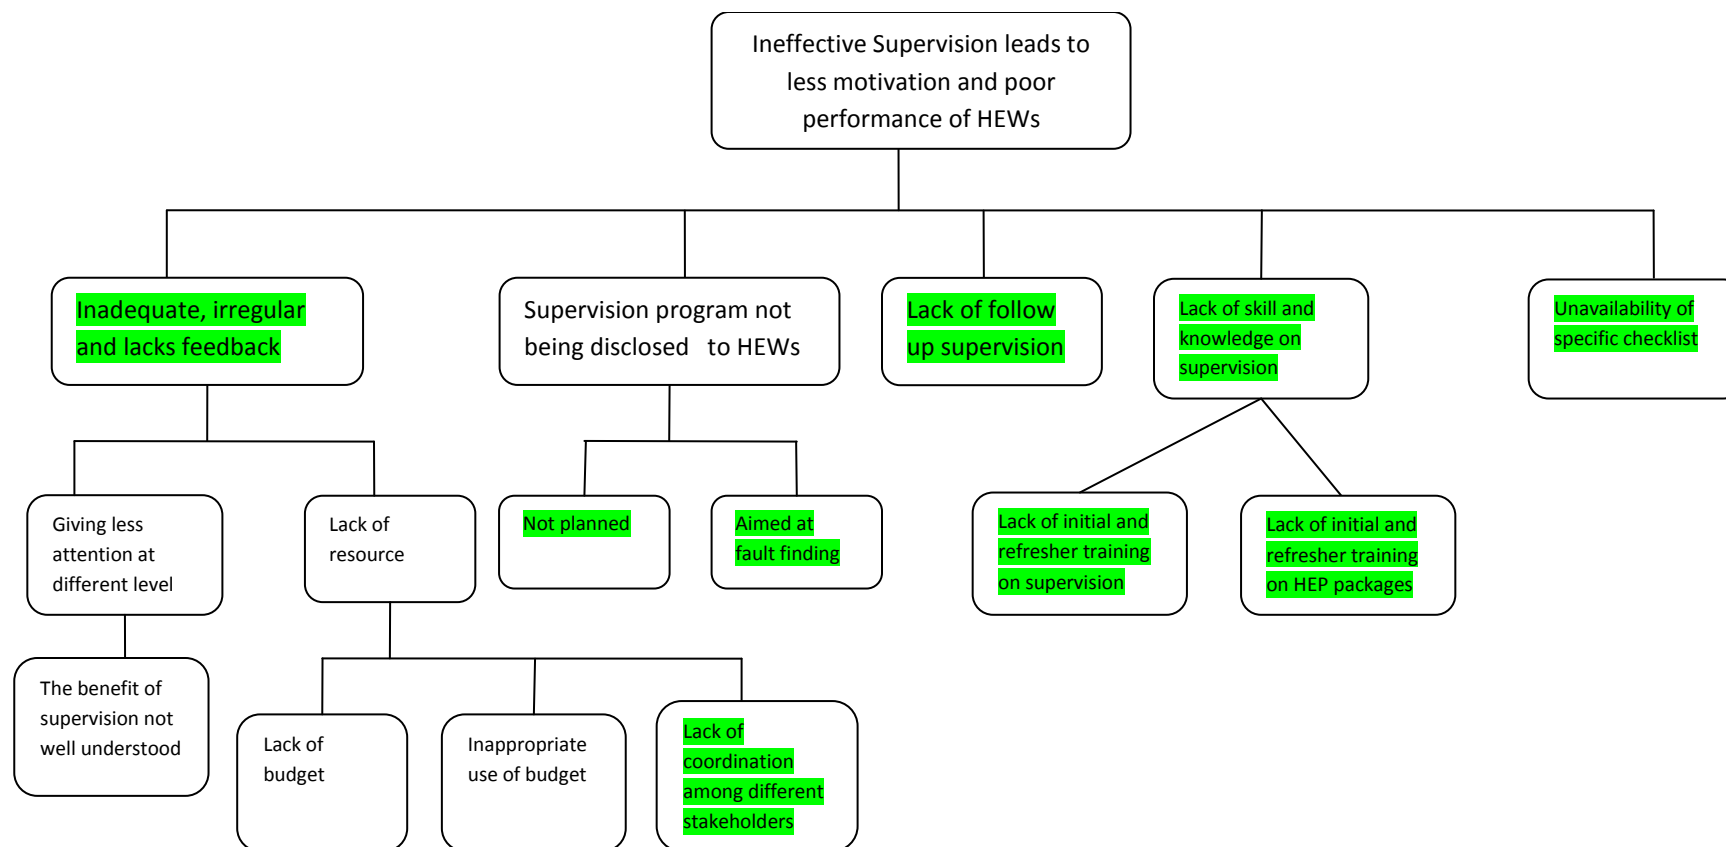 Ineffective Supervision leads to
less motivation and poor
performance of HEWs
Inadequate, irregular
and lacks feedback
Supervision program not
being disclosed to HEWs
Lack of follow
up supervision
Lack of skill and
knowledge on
supervision
Unavailability of
specific checklist
Giving less
attention at
different level
Lack of
resource
Not planned
Aimed at
fault finding
Lack of initial and
refresher training
on supervision
Lack of initial and
refresher training
on HEP packages
The benefit of
supervision not
well understood
Lack of
budget
Inappropriate
use of budget
Lack of
coordination
among different
stakeholders